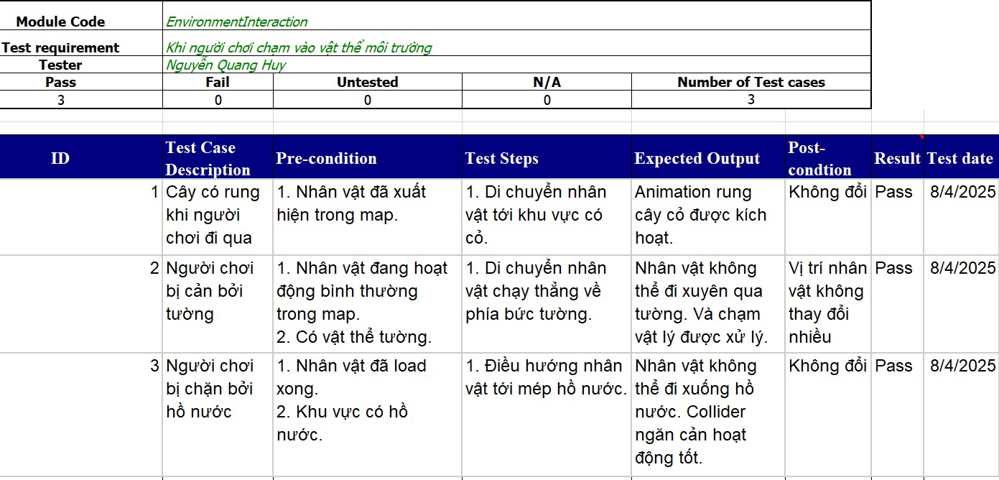 Module Code EnvironmentInteraction
Test requirement Khi người chơi chạm vào vật thể môi trường
Tester Nguyễn Quang Huy
Pass Fail Untested N/A Number of Test cases
3 0 0 0 3
ID
Test Case
Description
Pre-condition
Test Steps
Expected Output
Post-
condtion
Result
Test date
1
Cây có rung
khi người
chơi đi qua
1. Nhân vật đã xuất
hiện trong map.
1. Di chuyển nhân
vật tới khu vực có
cỏ.
Animation rung
cây cỏ được kích
hoạt.
Không đổi
Pass
8/4/2025
2
Người chơi
bị cản bởi
tường
1. Nhân vật đang hoạt
động bình thường
trong map.
2. Có vật thể tường.
1. Di chuyển nhân
vật chạy thẳng về
phía bức tường.
Nhân vật không
thể đi xuyên qua
tường. Và chạm
vật lý được xử lý.
Vị trí nhân
vật không
thay đổi
nhiều
Pass
8/4/2025
3
Người chơi
bị chặn bởi
hồ nước
1. Nhân vật đã load
xong.
2. Khu vực có hồ
nước.
1. Điều hướng nhân
vật tới mép hồ nước.
Nhân vật không
thể đi xuống hồ
nước. Collider
ngăn cản hoạt
động tốt.
Không đổi
Pass
8/4/2025